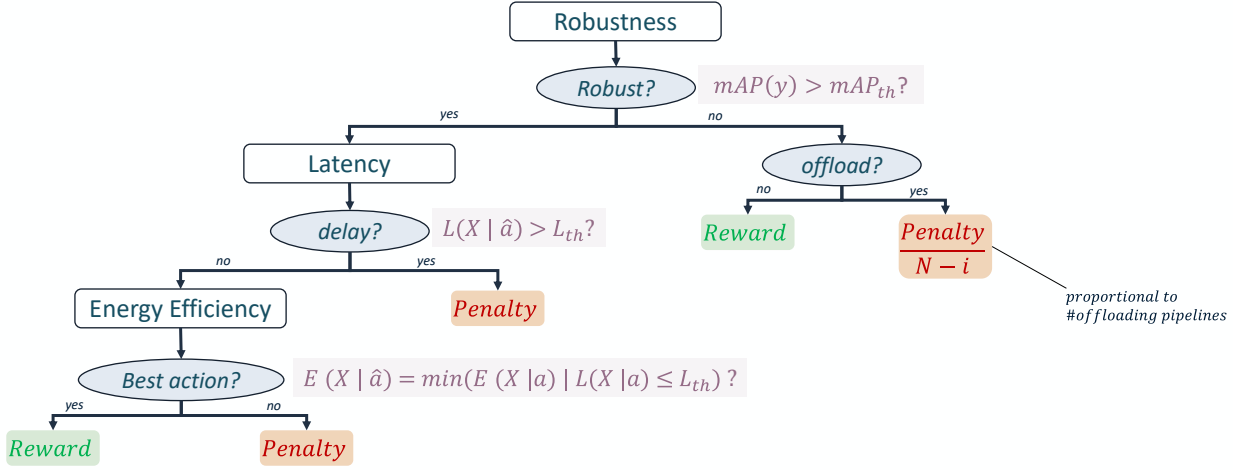 Robustness
Robust?
mAP(y) > mAP_th?
yes
no
Latency
offload?
no
yes
delay?
L(X | â) > L_th?
Reward
Penalty
N − i
no
yes
Energy Efficiency
Penalty
proportional to
#offloading pipelines
Best action?
E (X | â) = min(E (X |a) | L(X |a) ≤ L_th) ?
yes
no
Reward
Penalty